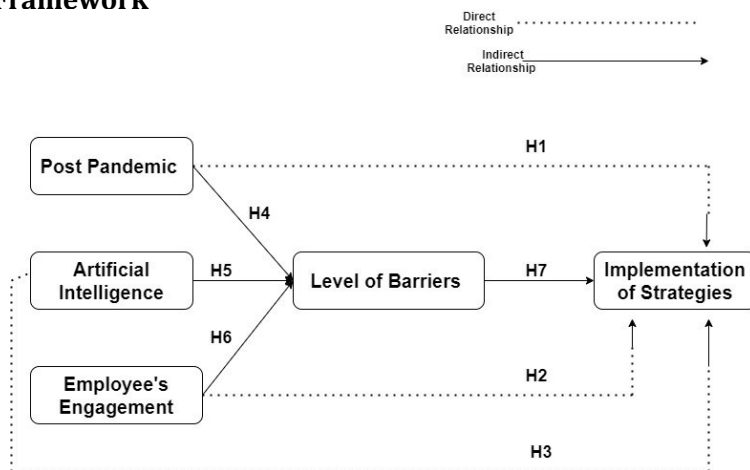 Framework
Direct
Relationship
Indirect
Relationship
H1
Post Pandemic
H4
Artificial
Intelligence
H5
Level of Barriers
H7
Implementation
of Strategies
H6
Employee's
Engagement
H2
H3